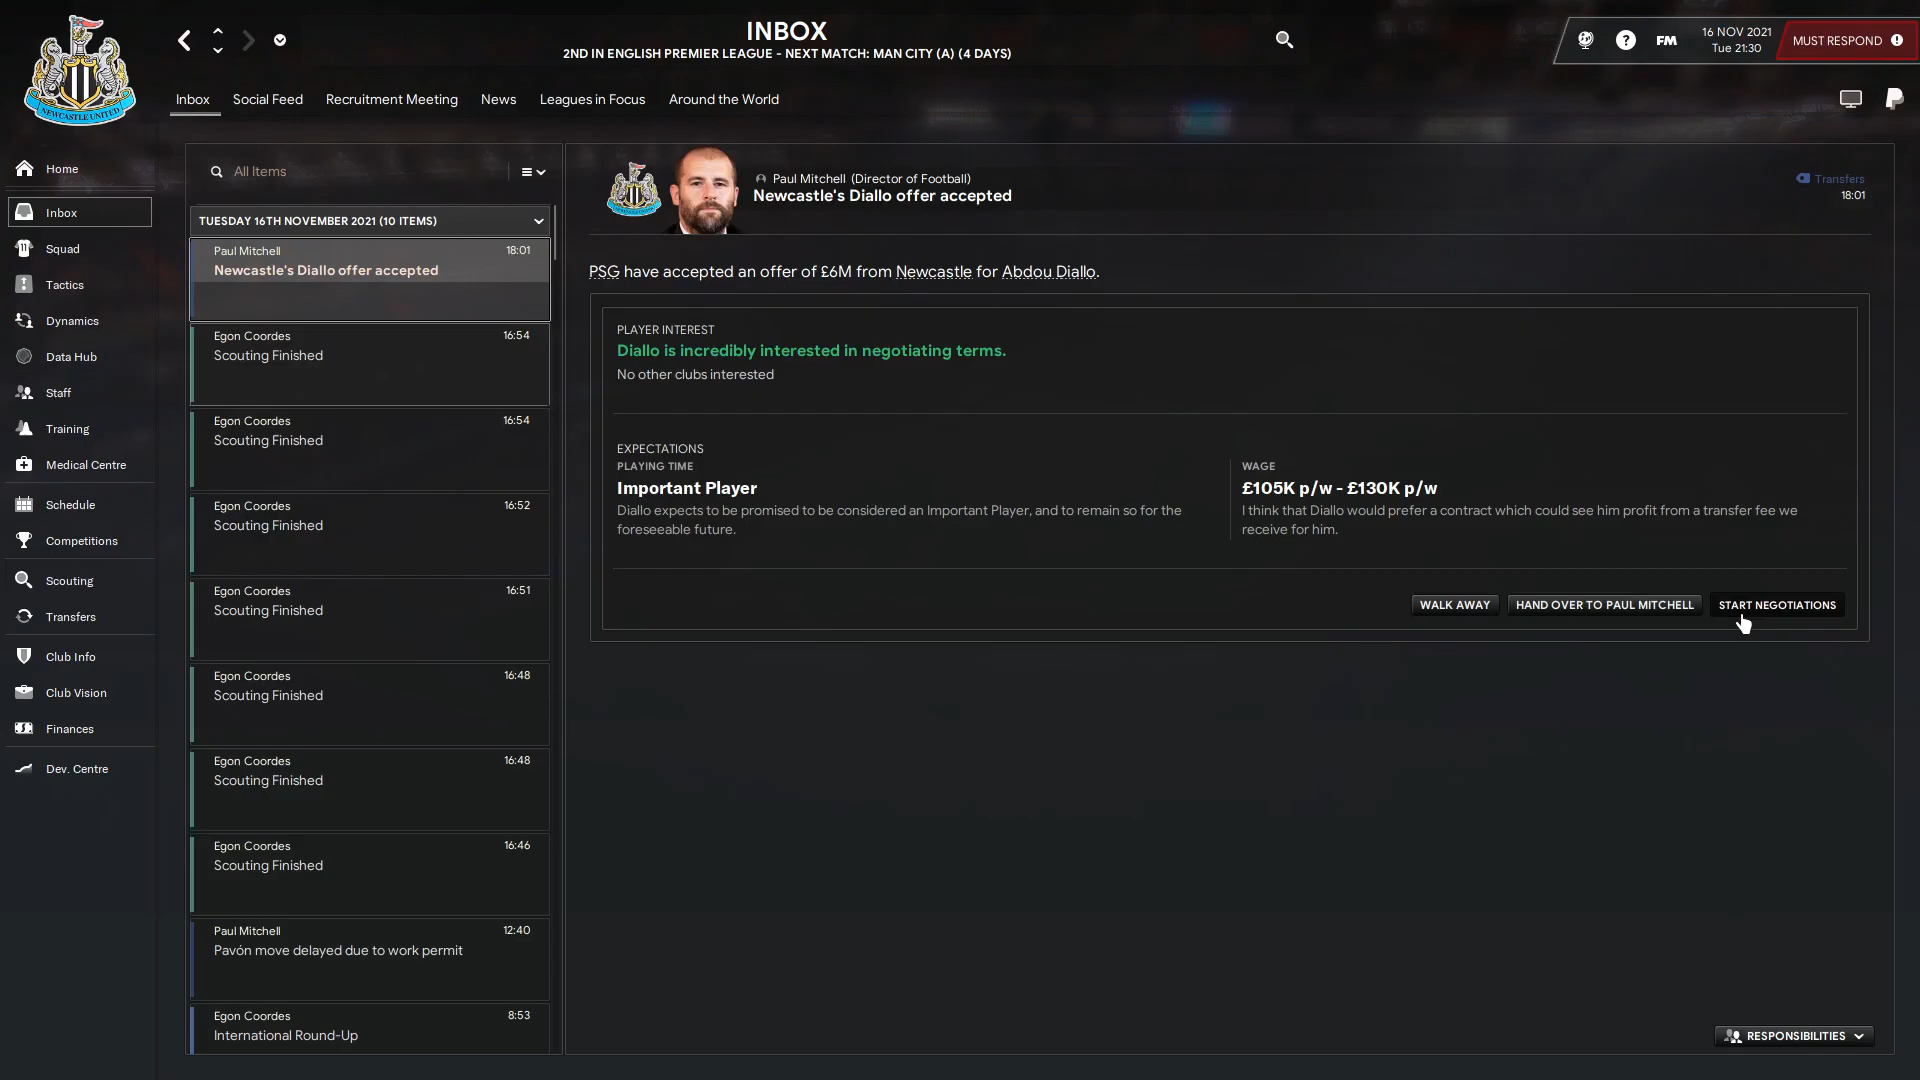 INBOX
2ND IN ENGLISH PREMIER LEAGUE - NEXT MATCH: MAN CITY (A) (4 DAYS)
FM
16 NOV 2021
Tue 21:30
MUST RESPOND
NEWCASTLE UNITED
Inbox
Social Feed
Recruitment Meeting
News
Leagues in Focus
Around the World
Home
Inbox
Squad
Tactics
Dynamics
Data Hub
Staff
Training
Medical Centre
Schedule
Competitions
Scouting
Transfers
Club Info
Club Vision
Finances
Dev. Centre
All Items
TUESDAY 16TH NOVEMBER 2021 (10 ITEMS)
Paul Mitchell 18:01
Newcastle's Diallo offer accepted
Egon Coordes 16:54
Scouting Finished
Egon Coordes 16:54
Scouting Finished
Egon Coordes 16:52
Scouting Finished
Egon Coordes 16:51
Scouting Finished
Egon Coordes 16:48
Scouting Finished
Egon Coordes 16:48
Scouting Finished
Egon Coordes 16:46
Scouting Finished
Paul Mitchell 12:40
Pavón move delayed due to work permit
Egon Coordes 8:53
International Round-Up
Paul Mitchell (Director of Football)
Newcastle's Diallo offer accepted
Transfers
18:01
PSG have accepted an offer of £6M from Newcastle for Abdou Diallo.
PLAYER INTEREST
Diallo is incredibly interested in negotiating terms.
No other clubs interested
EXPECTATIONS
PLAYING TIME
Important Player
Diallo expects to be promised to be considered an Important Player, and to remain so for the
foreseeable future.
WAGE
£105K p/w - £130K p/w
I think that Diallo would prefer a contract which could see him profit from a transfer fee we
receive for him.
WALK AWAY
HAND OVER TO PAUL MITCHELL
START NEGOTIATIONS
RESPONSIBILITIES